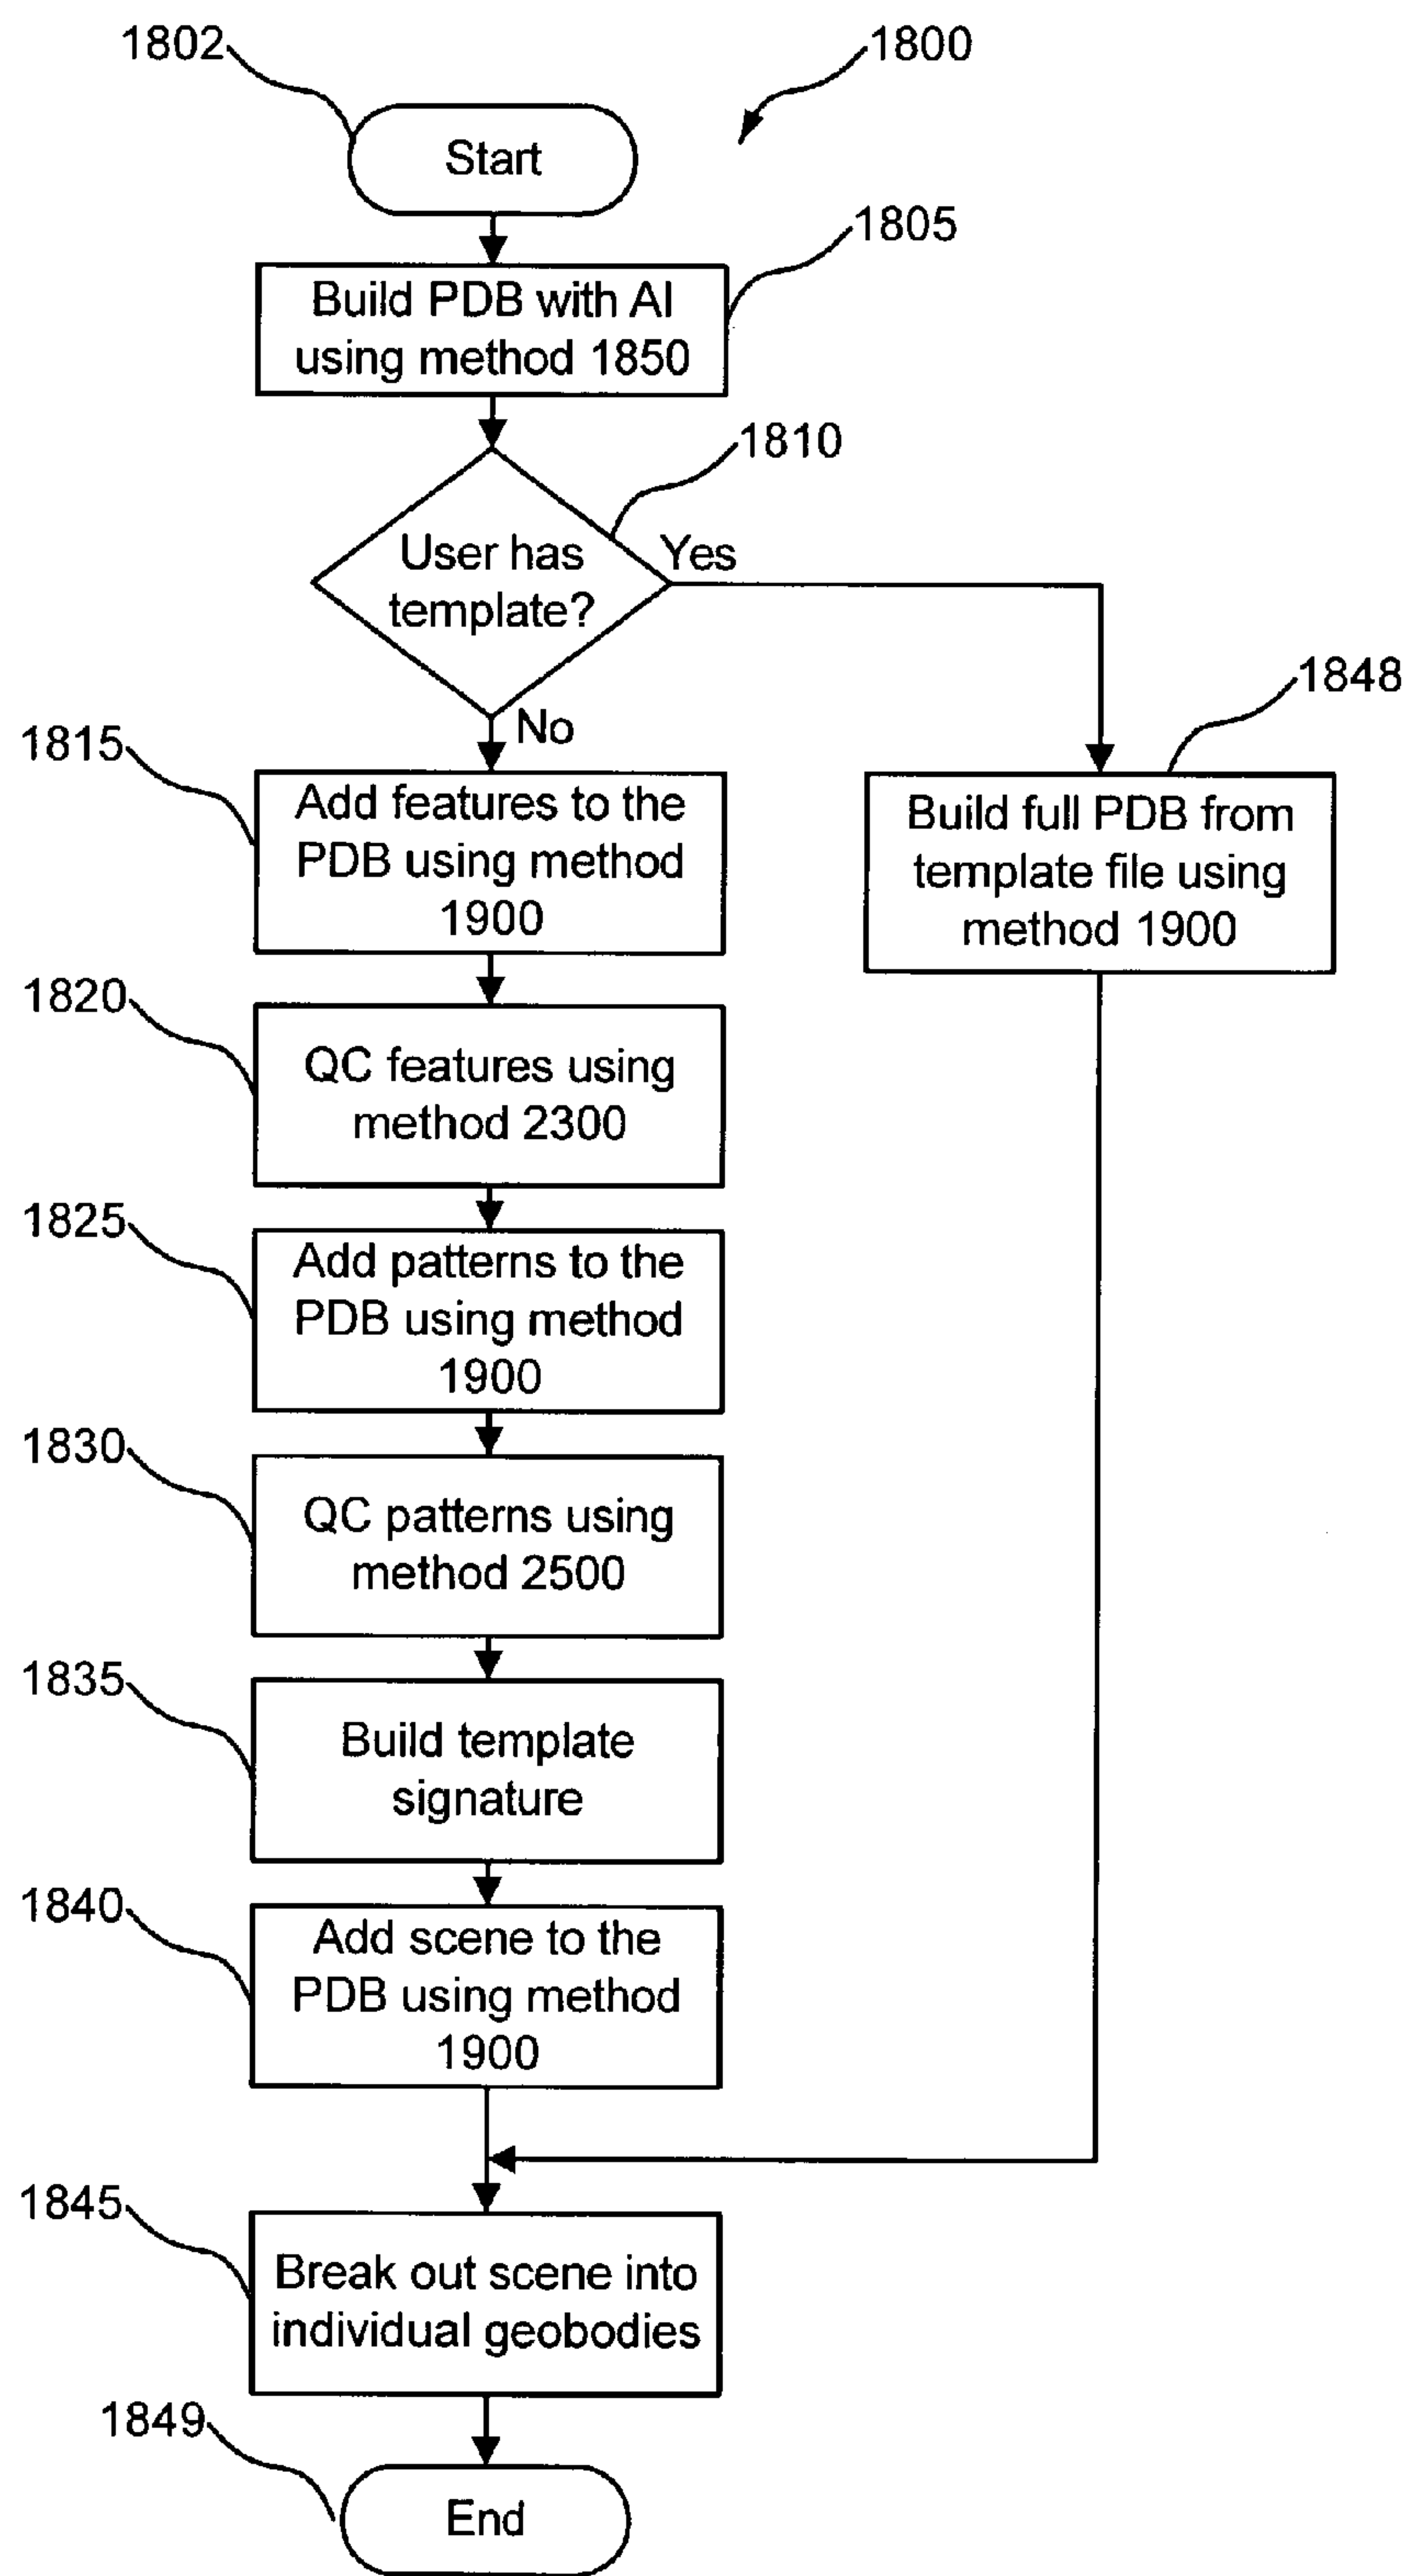 1802
1800
Start
1805
Build PDB with AI
using method 1850
1810
User has
template?
Yes
No
1848
1815
Add features to the
PDB using method
1900
Build full PDB from
template file using
method 1900
1820
QC features using
method 2300
1825
Add patterns to the
PDB using method
1900
1830
QC patterns using
method 2500
1835
Build template
signature
1840
Add scene to the
PDB using method
1900
1845
Break out scene into
individual geobodies
1849
End